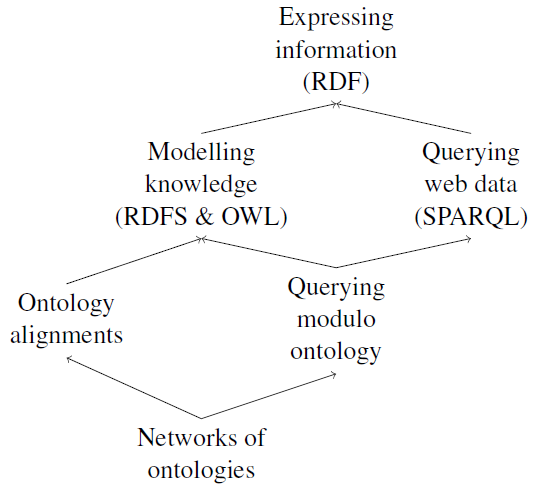 Expressing
information
(RDF)
Modelling
knowledge
(RDFS & OWL)
Querying
web data
(SPARQL)
Ontology
alignments
Querying
modulo
ontology
Networks of
ontologies